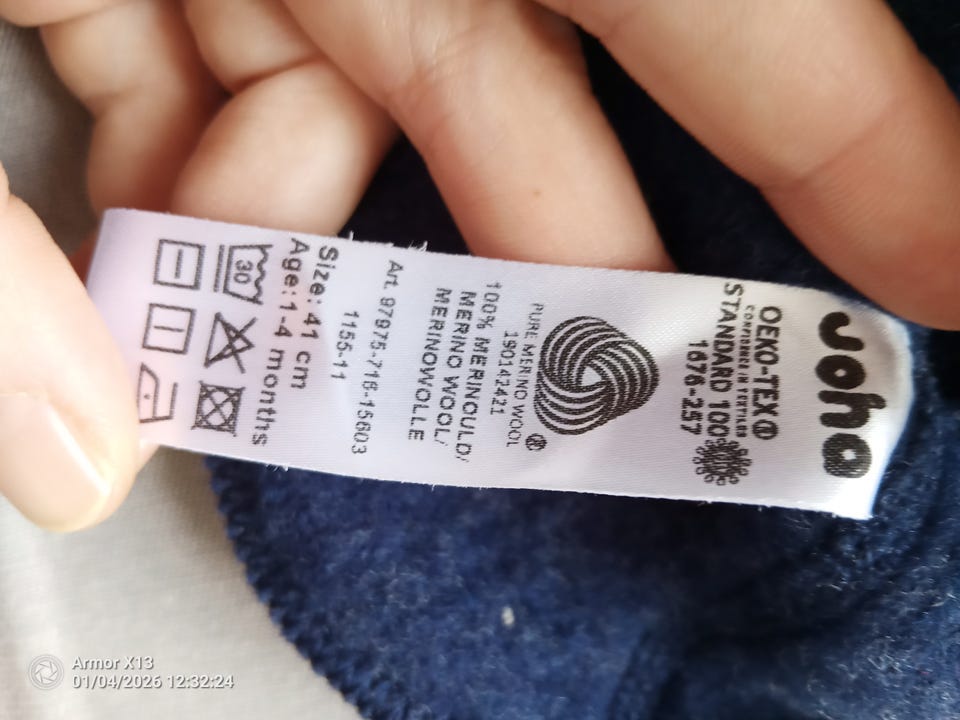 joha
OEKO-TEX®
CONFIDENCE IN TEXTILES
STANDARD 100
1676-257
PURE MERINO WOOL
190142421
100% MERINOULD/
MERINO WOOL/
MERINOWOLLE
Art. 97975-716-15603
1155-11
Size: 41 cm
Age: 1-4 months
30
Armor X13
01/04/2026 12:32:24